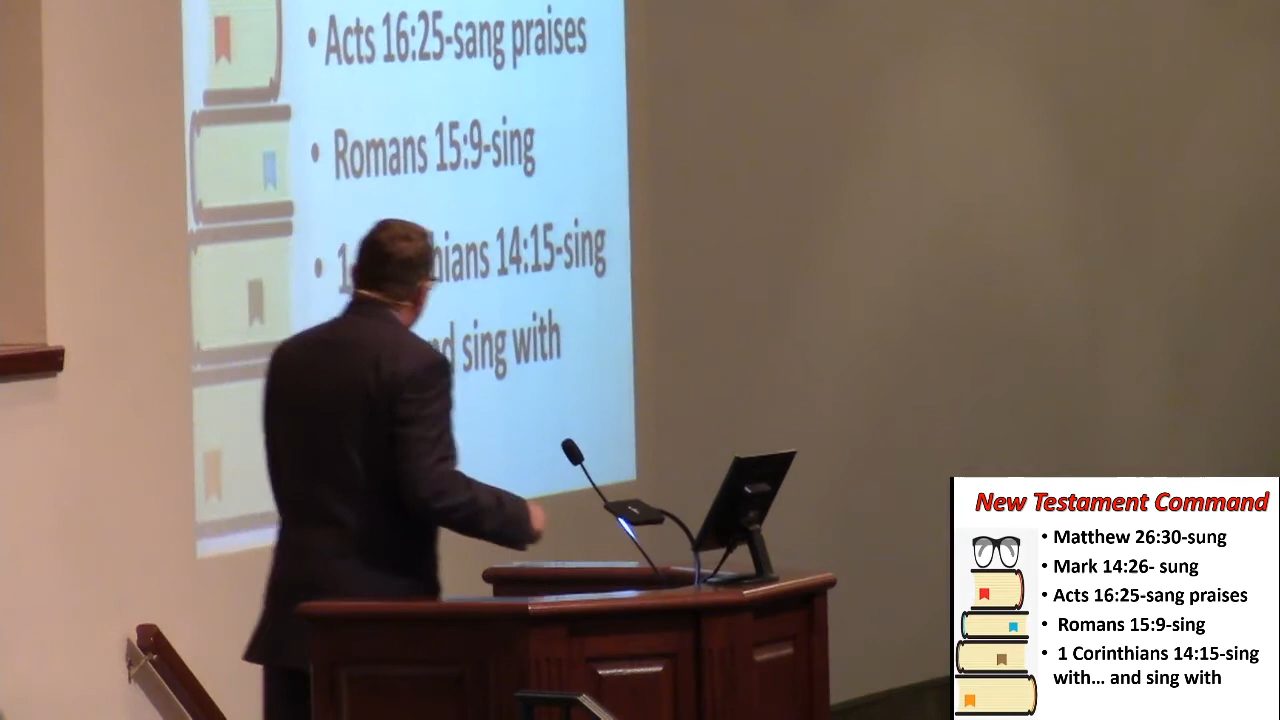 • Acts 16:25-sang praises
• Romans 15:9-sing
hians 14:15-sing
sing with
New Testament Command
• Matthew 26:30-sung
• Mark 14:26- sung
• Acts 16:25-sang praises
• Romans 15:9-sing
• 1 Corinthians 14:15-sing
with... and sing with